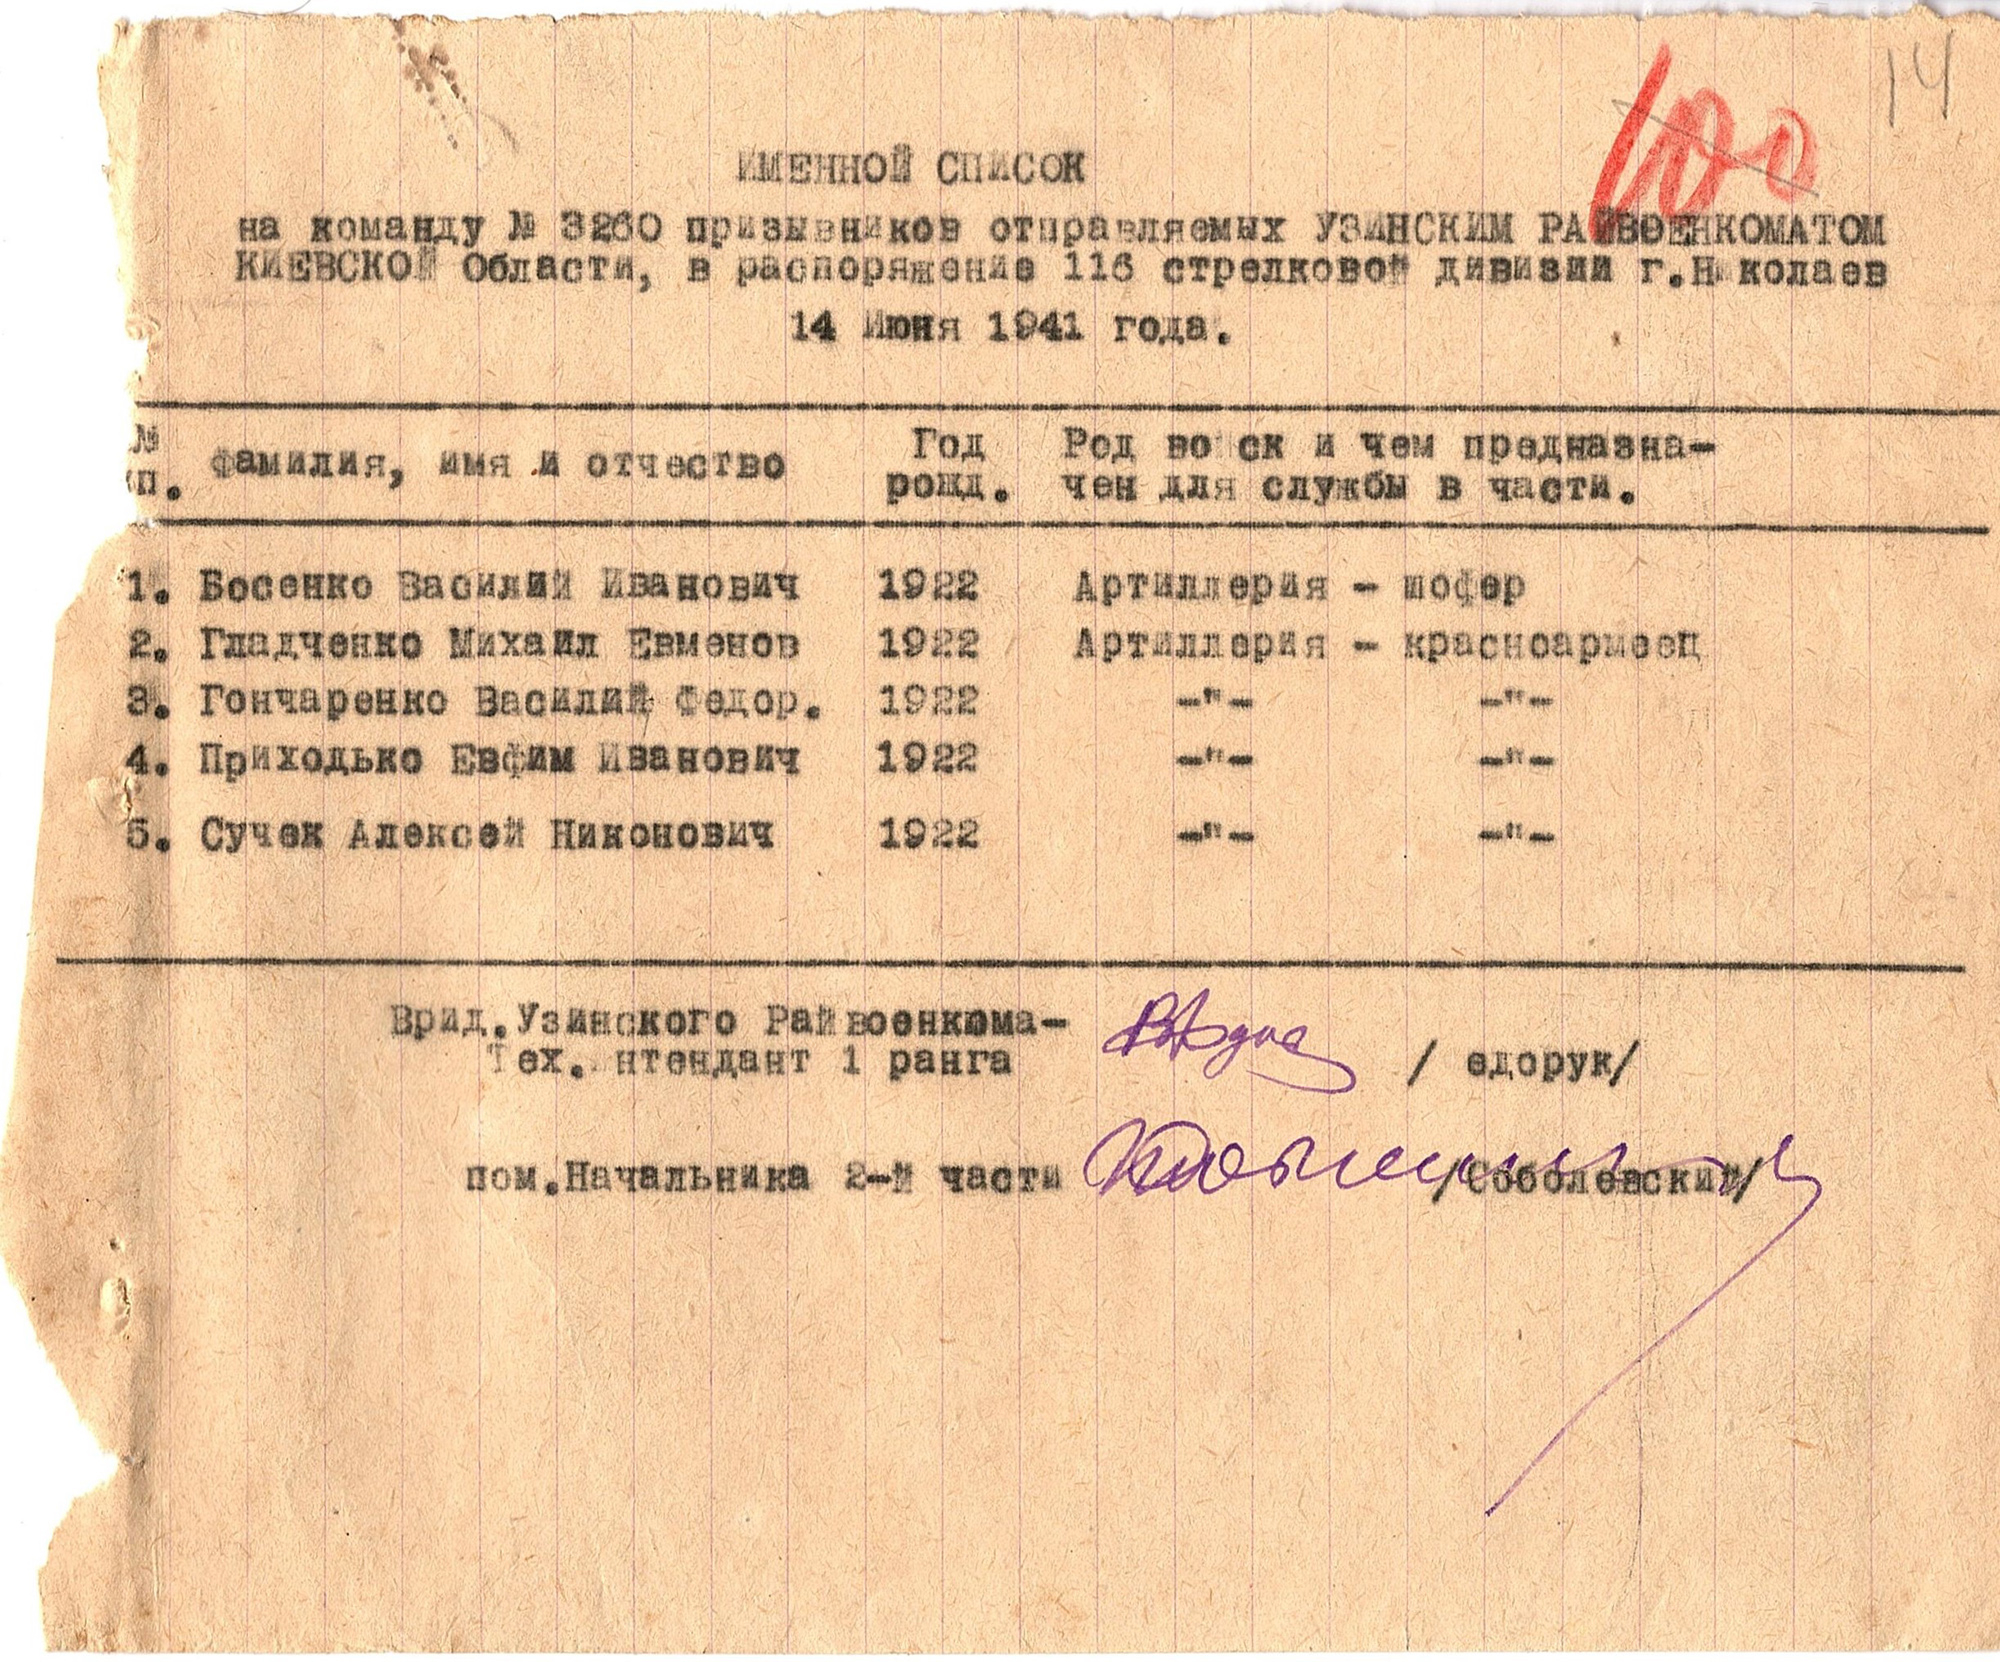 14
100
ИМЕННОЙ СПИСОК
на команду № 3260 призывников отправляемых УЗИНСКИМ РАЙВОЕНКОМАТОМ
КИЕВСКОЙ Области, в распоряжение 116 стрелковой дивизии г.Николаев
14 Июня 1941 года.
№ фамилия, имя и отчество Год Род войск и чем предназна-
п. рожд. чен для службы в части.
1. Босенко Василий Иванович 1922 Артиллерия - шофер
2. Гладченко Михаил Евменов 1922 Артиллерия - красноармеец
3. Гончаренко Василий Федор. 1922 -"- -"-
4. Приходько Евфим Иванович 1922 -"- -"-
5. Сучек Алексей Никонович 1922 -"- -"-
Врид.Узинского Райвоенкома-
Тех. нтендант 1 ранга / едорук/
пом.Начальника 2-й части /Соболевский/